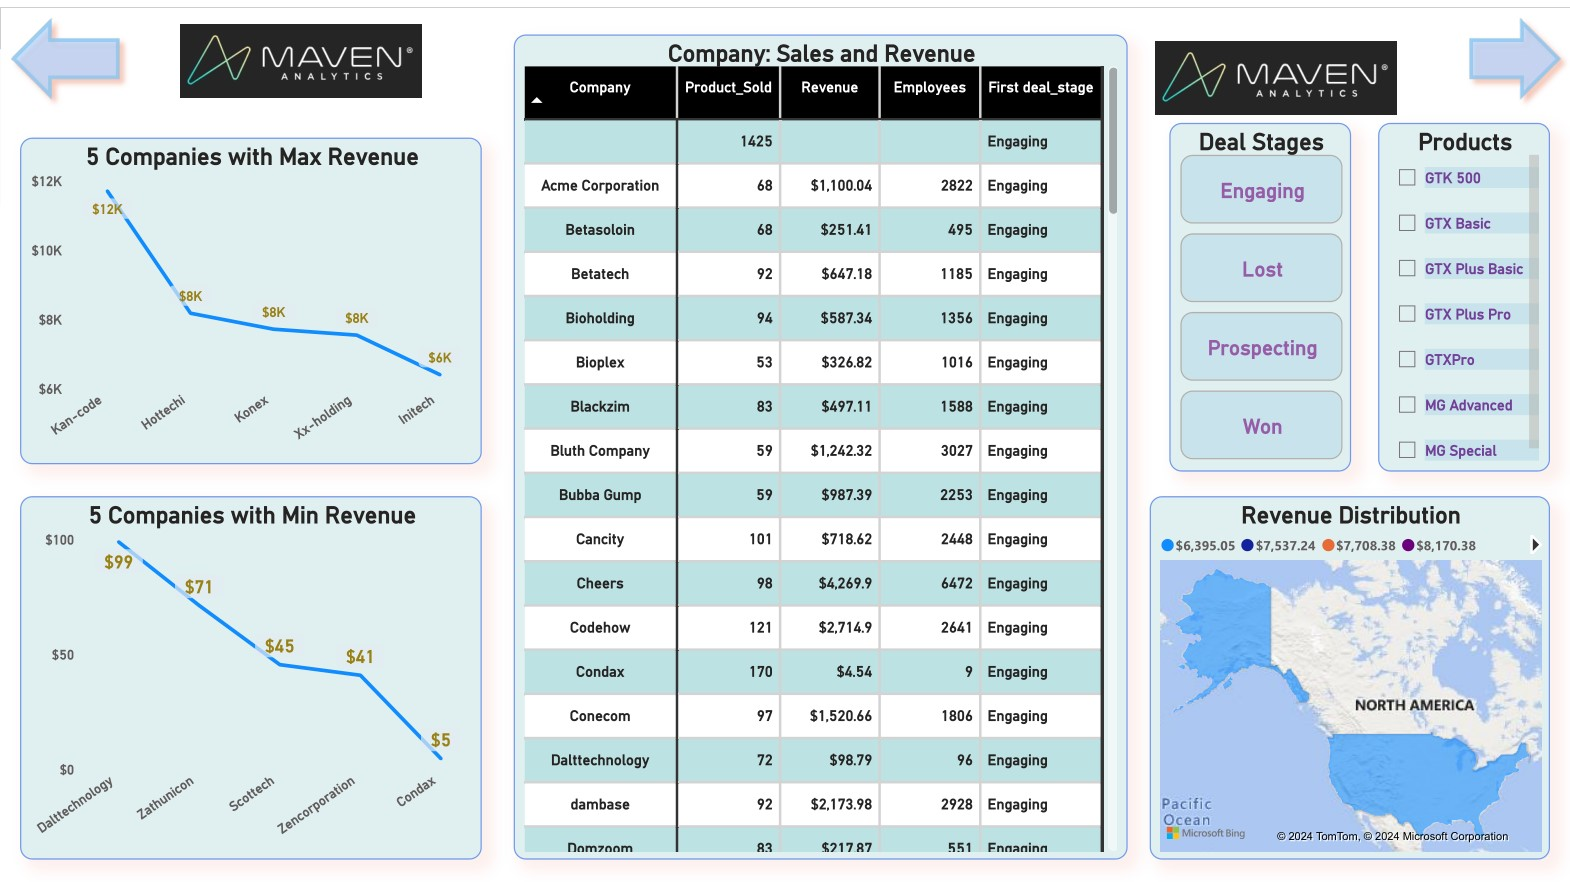 MAVEN®
ANALYTICS
5 Companies with Max Revenue
$12K
$10K
$8K
$6K
$12K
$8K
$8K
$8K
$6K
Kan-code
Hottechi
Konex
Xx-holding
Initech
5 Companies with Min Revenue
$100
$50
$0
$99
$71
$45
$41
$5
Dalttechnology
Zathunicon
Scottech
Zencorporation
Condax
Company: Sales and Revenue
Company Product_Sold Revenue Employees First deal_stage
1425 Engaging
Acme Corporation 68 $1,100.04 2822 Engaging
Betasoloin 68 $251.41 495 Engaging
Betatech 92 $647.18 1185 Engaging
Bioholding 94 $587.34 1356 Engaging
Bioplex 53 $326.82 1016 Engaging
Blackzim 83 $497.11 1588 Engaging
Bluth Company 59 $1,242.32 3027 Engaging
Bubba Gump 59 $987.39 2253 Engaging
Cancity 101 $718.62 2448 Engaging
Cheers 98 $4,269.9 6472 Engaging
Codehow 121 $2,714.9 2641 Engaging
Condax 170 $4.54 9 Engaging
Conecom 97 $1,520.66 1806 Engaging
Dalttechnology 72 $98.79 96 Engaging
dambase 92 $2,173.98 2928 Engaging
Domzoom 83 $217.87 551 Engaging
MAVEN®
ANALYTICS
Deal Stages
Engaging
Lost
Prospecting
Won
Products
GTK 500
GTX Basic
GTX Plus Basic
GTX Plus Pro
GTXPro
MG Advanced
MG Special
Revenue Distribution
$6,395.05 $7,537.24 $7,708.38 $8,170.38
NORTH AMERICA
Pacific
Ocean
Microsoft Bing
© 2024 TomTom, © 2024 Microsoft Corporation